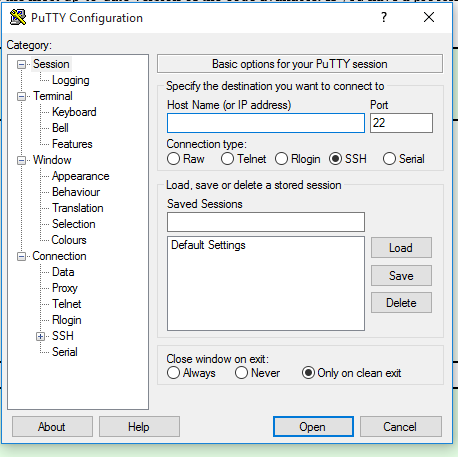 PuTTY Configuration
Category:
Session
Logging
Terminal
Keyboard
Bell
Features
Window
Appearance
Behaviour
Translation
Selection
Colours
Connection
Data
Proxy
Telnet
Rlogin
SSH
Serial
Basic options for your PuTTY session
Specify the destination you want to connect to
Host Name (or IP address) Port
22
Connection type:
Raw Telnet Rlogin SSH Serial
Load, save or delete a stored session
Saved Sessions
Default Settings
Load
Save
Delete
Close window on exit:
Always Never Only on clean exit
About Help Open Cancel